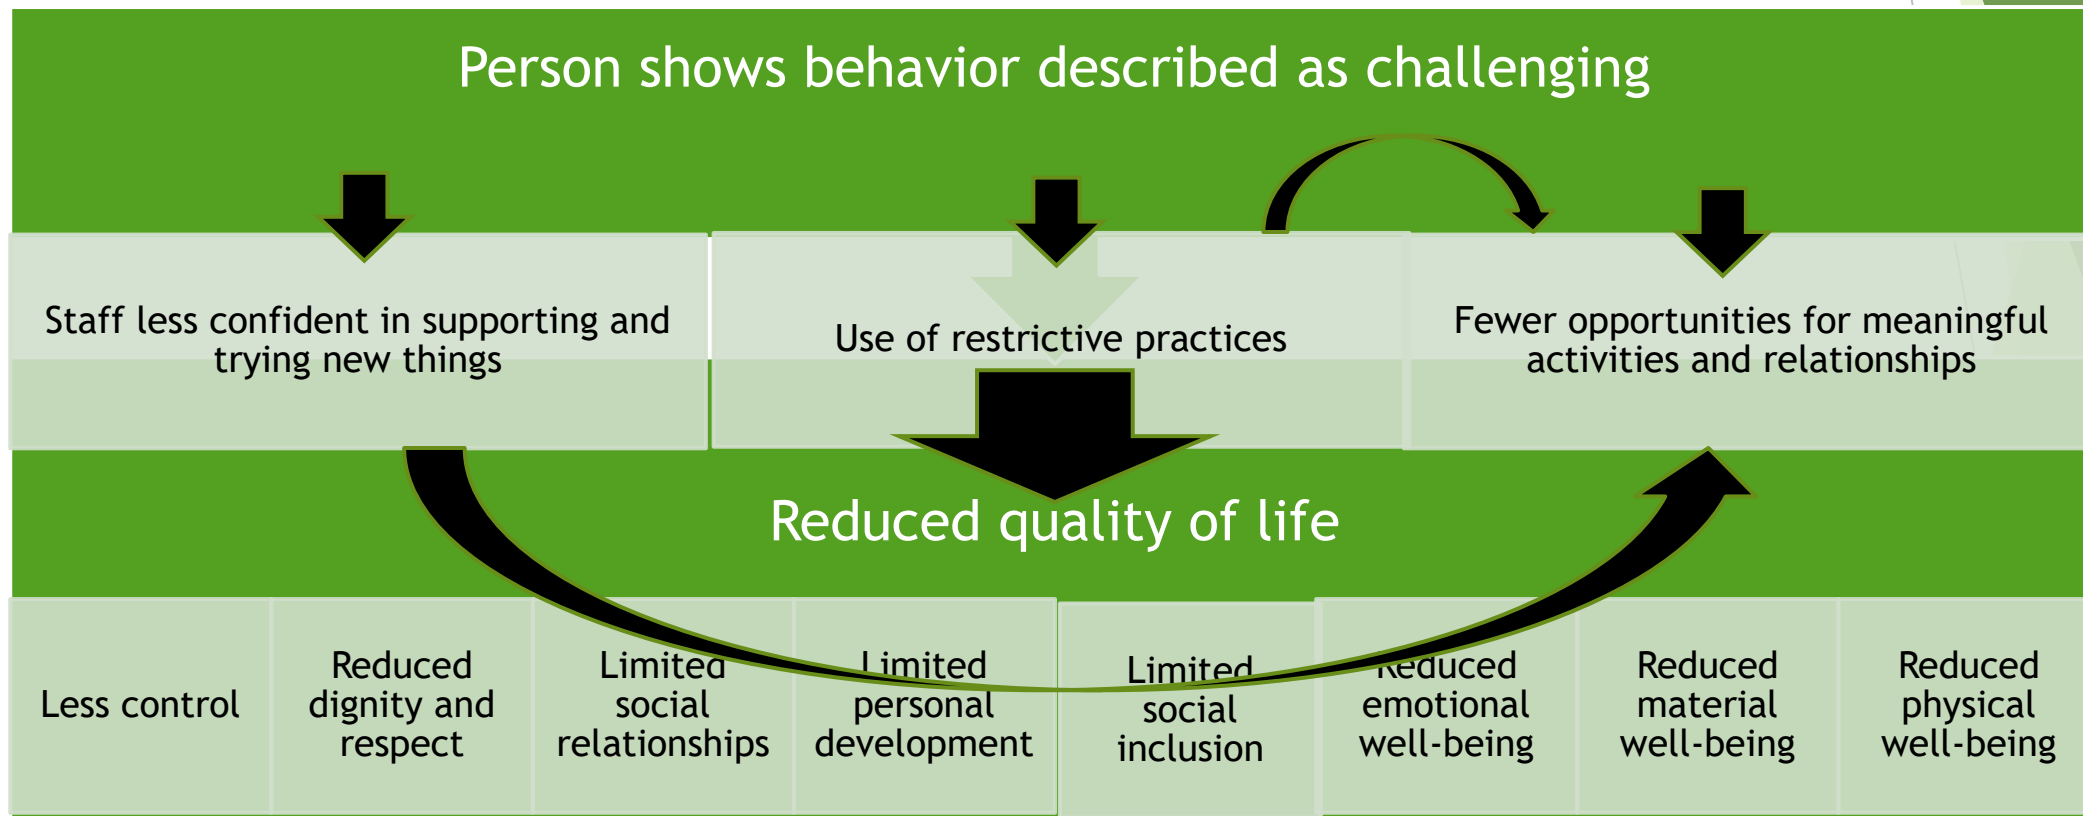 Person shows behavior described as challenging
Staff less confident in supporting and
trying new things
Use of restrictive practices
Fewer opportunities for meaningful
activities and relationships
Reduced quality of life
Less control
Reduced
dignity and
respect
Limited
social
relationships
Limited
personal
development
Limited
social
inclusion
Reduced
emotional
well-being
Reduced
material
well-being
Reduced
physical
well-being